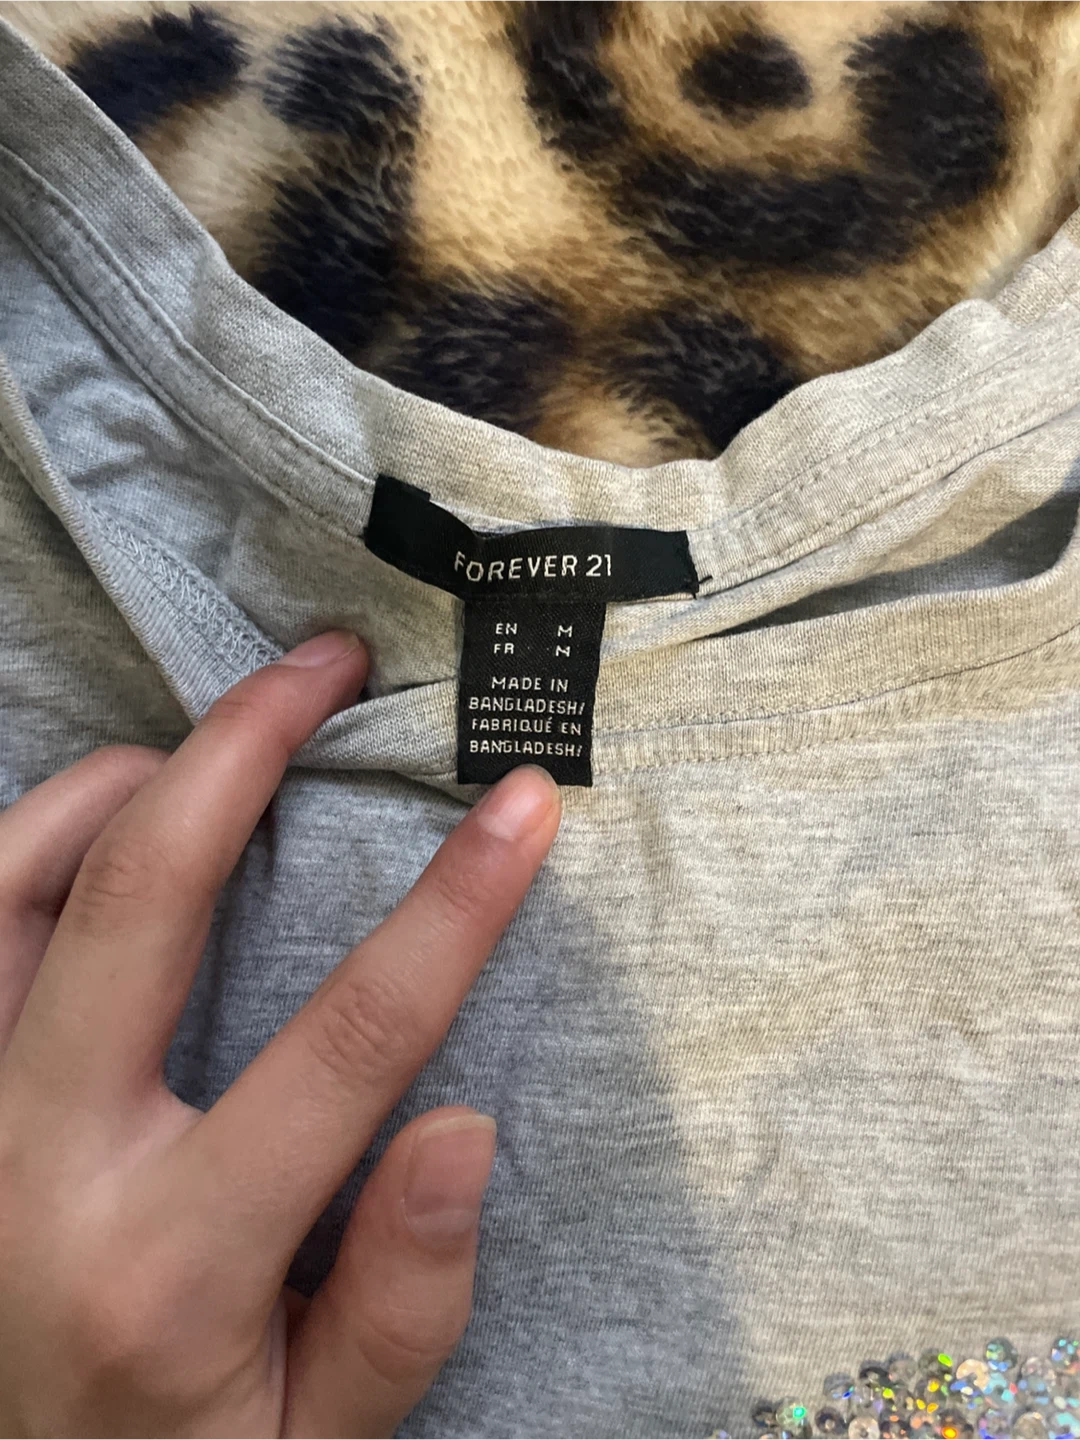 FOREVER 21
EN M
FR M
MADE IN
BANGLADESH/
FABRIQUÉ EN
BANGLADESH/